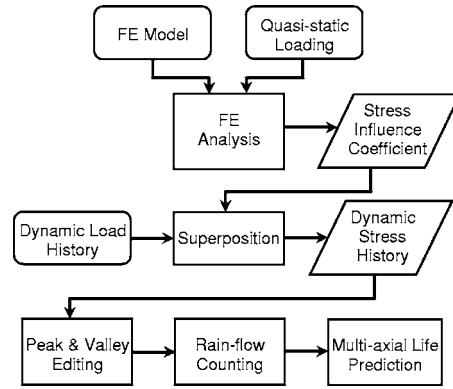 FE Model
Quasi-static
Loading
FE
Analysis
Stress
Influence
Coefficient
Dynamic Load
History
Superposition
Dynamic
Stress
History
Peak & Valley
Editing
Rain-flow
Counting
Multi-axial Life
Prediction